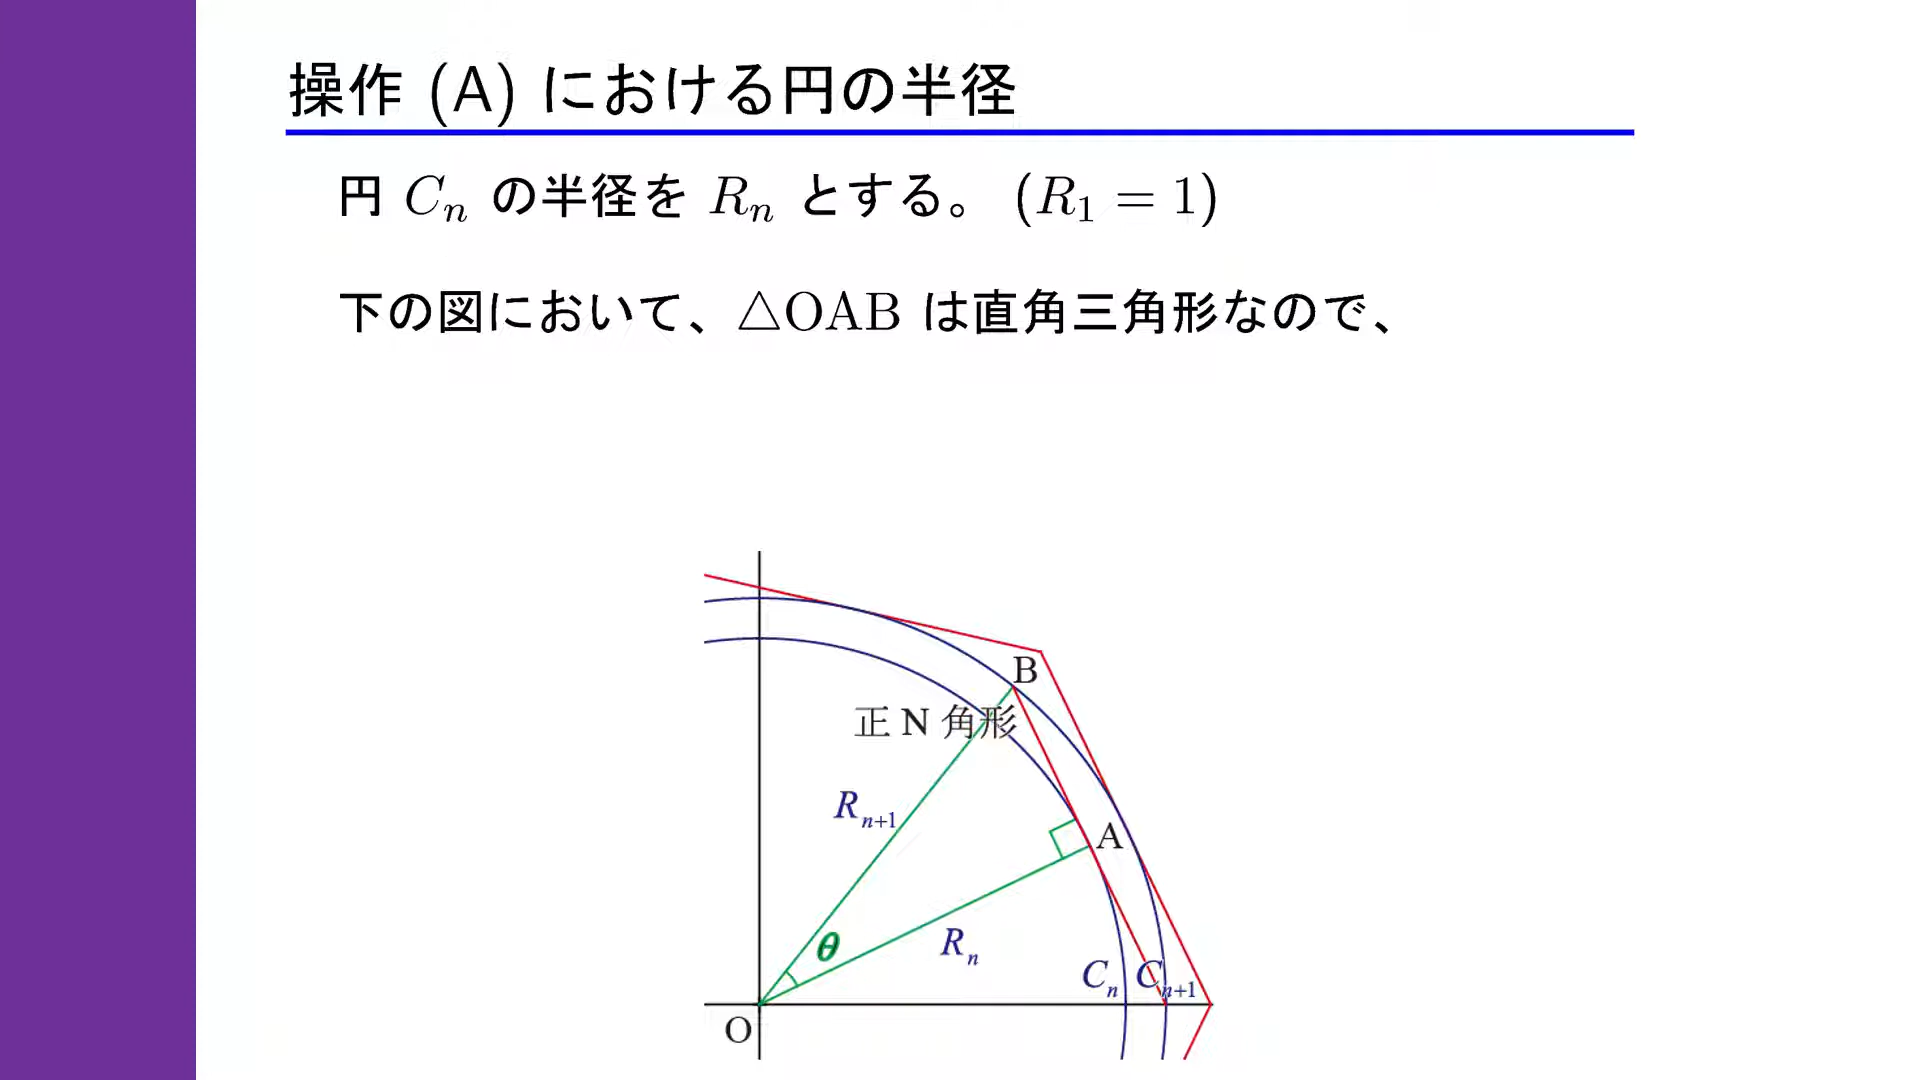 操作 (A) における円の半径
円 Cn の半径を Rn とする。 (R1 = 1)
下の図において、△OAB は直角三角形なので、
B
正 N 角形
Rn+1
A
θ
Rn
Cn Cn+1
O